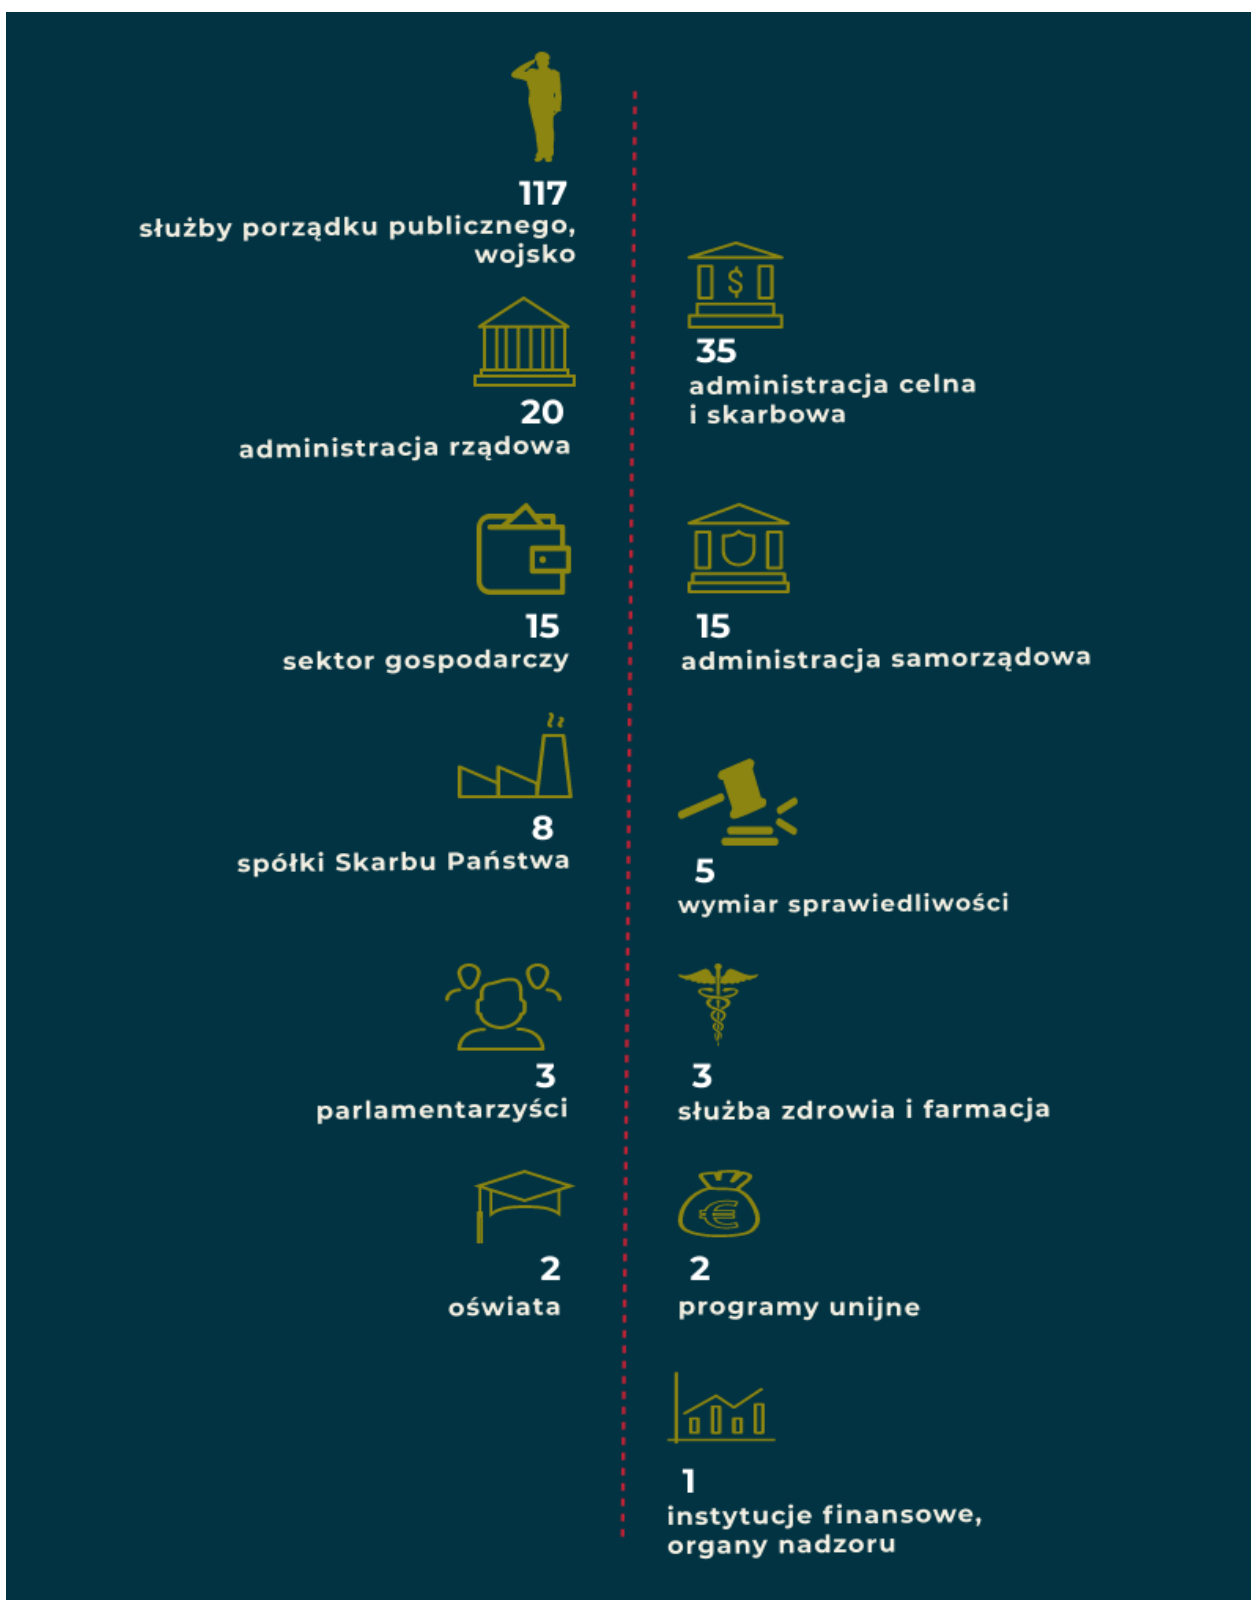 117
służby porządku publicznego,
wojsko
35
administracja celna
i skarbowa
20
administracja rządowa
15
sektor gospodarczy
15
administracja samorządowa
8
spółki Skarbu Państwa
5
wymiar sprawiedliwości
3
parlamentarzyści
3
służba zdrowia i farmacja
2
oświata
2
programy unijne
1
instytucje finansowe,
organy nadzoru